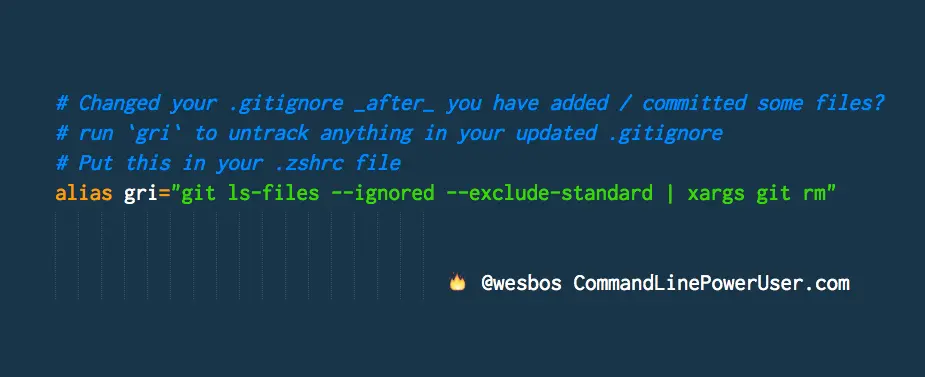 # Changed your .gitignore _after_ you have added / committed some files?
# run `gri` to untrack anything in your updated .gitignore
# Put this in your .zshrc file
alias gri="git ls-files --ignored --exclude-standard | xargs git rm"
🔥 @wesbos CommandLinePowerUser.com